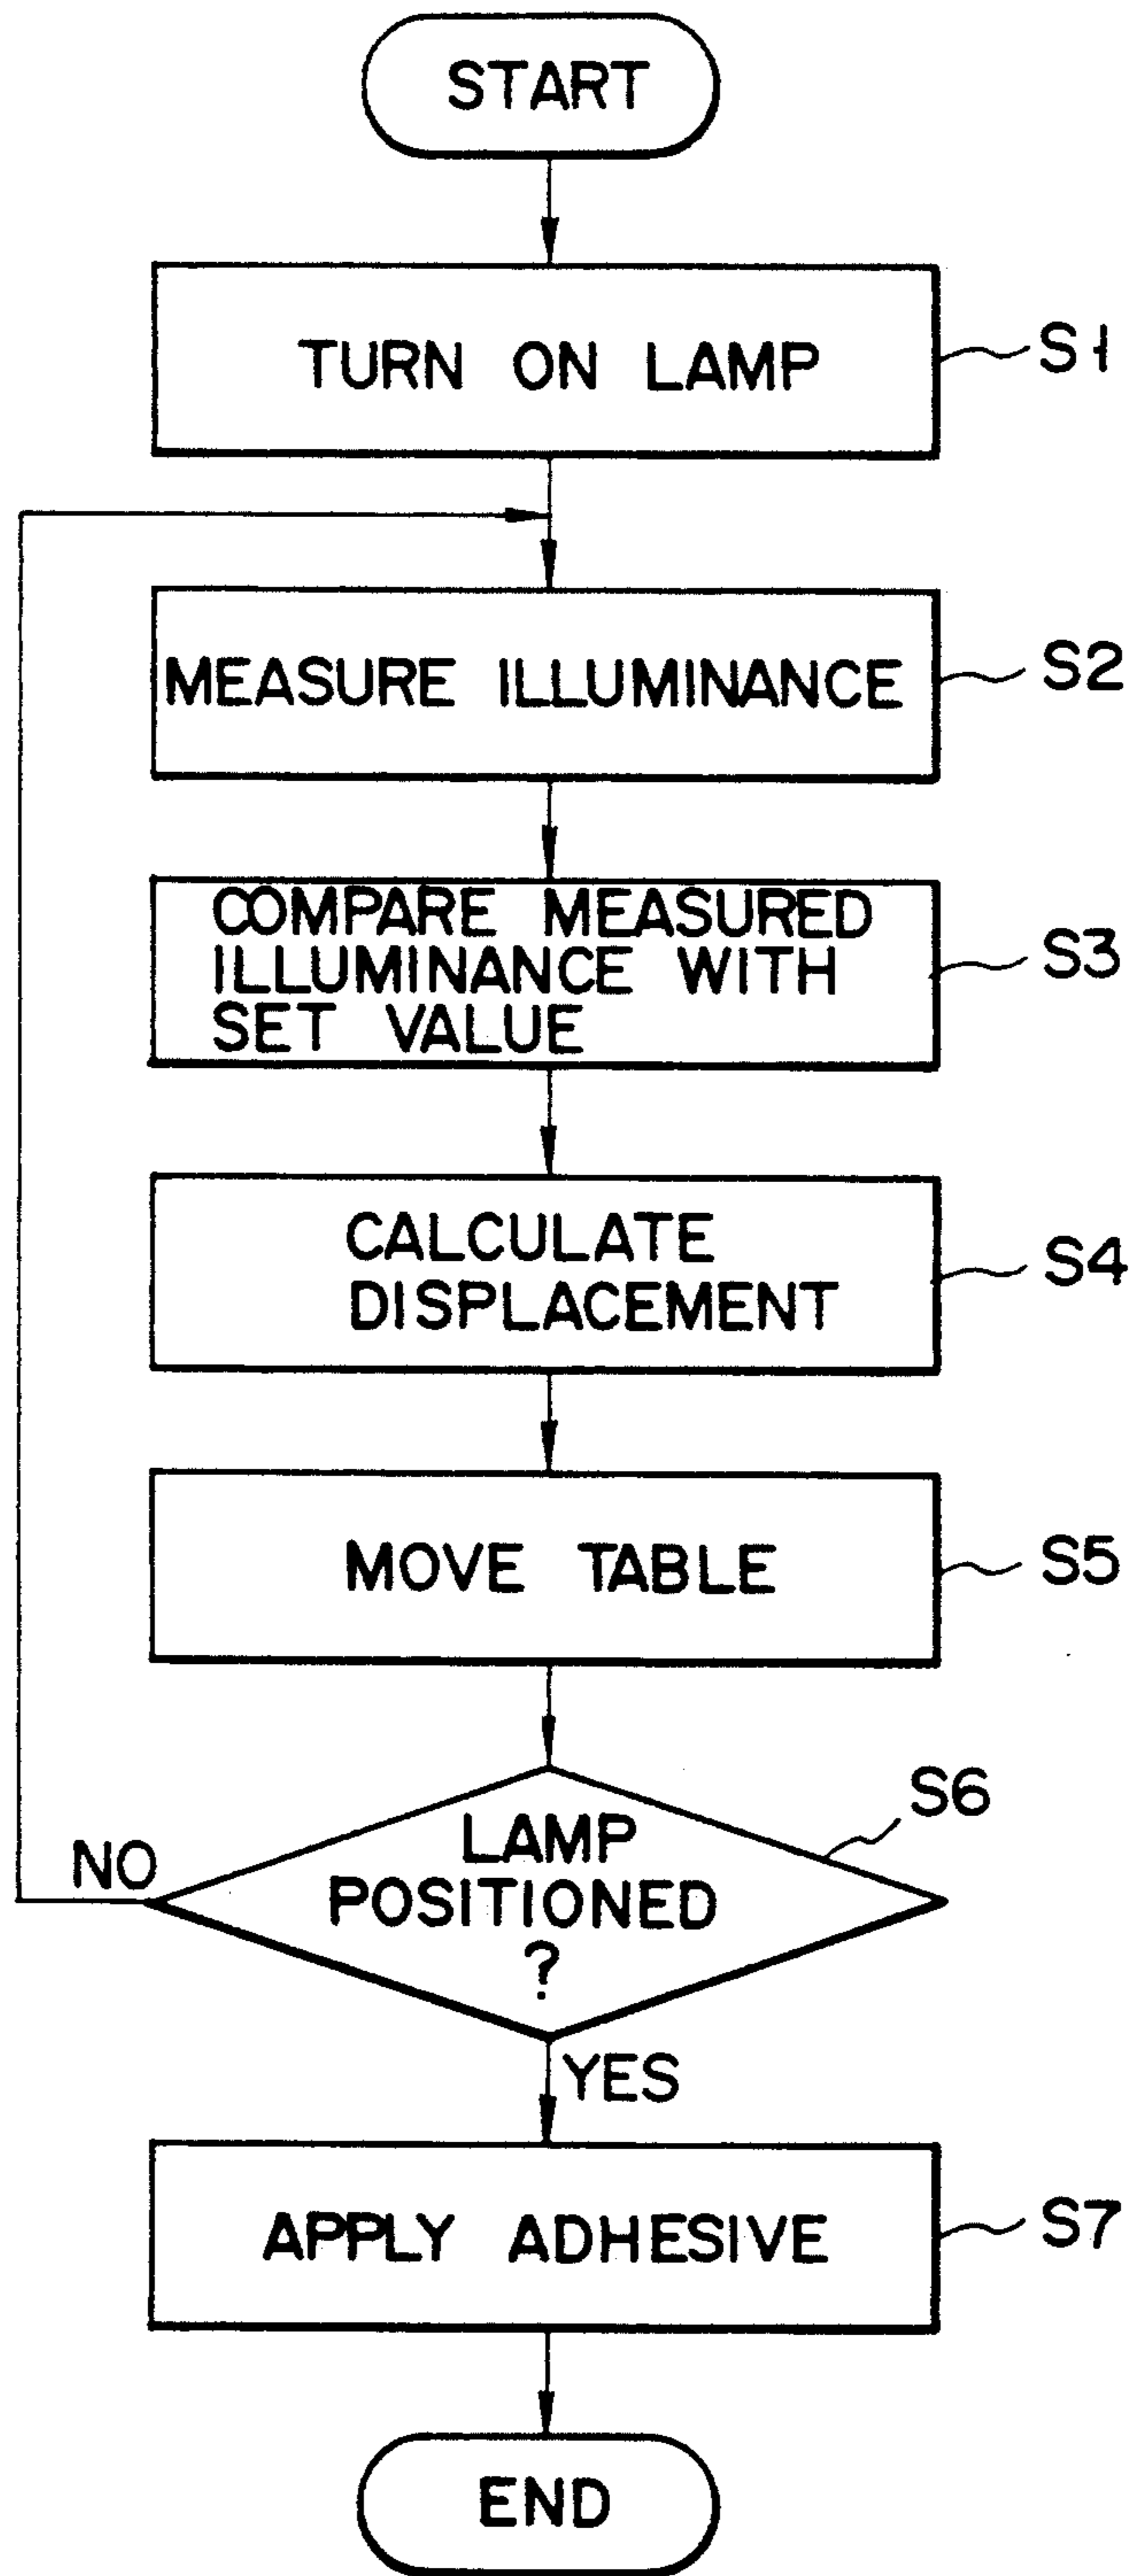 START
TURN ON LAMP
S1
MEASURE ILLUMINANCE
S2
COMPARE MEASURED
ILLUMINANCE WITH
SET VALUE
S3
CALCULATE
DISPLACEMENT
S4
MOVE TABLE
S5
S6
LAMP
POSITIONED
?
NO
YES
APPLY ADHESIVE
S7
END